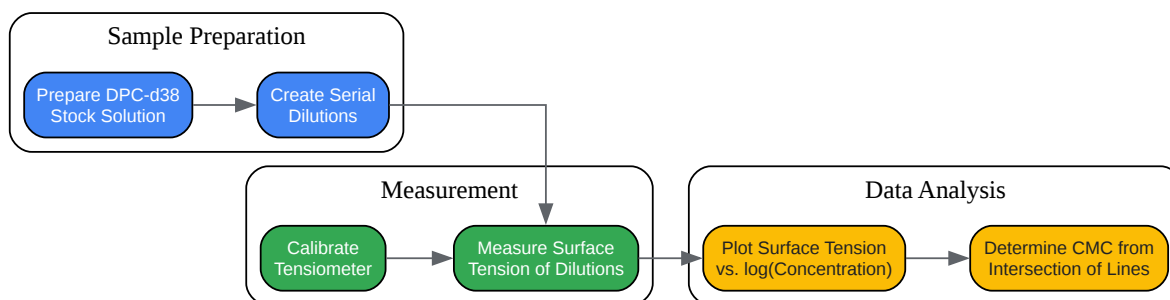 Sample Preparation
Prepare DPC-d38
Stock Solution
Create Serial
Dilutions
Measurement
Calibrate
Tensiometer
Measure Surface
Tension of Dilutions
Data Analysis
Plot Surface Tension
vs. log(Concentration)
Determine CMC from
Intersection of Lines